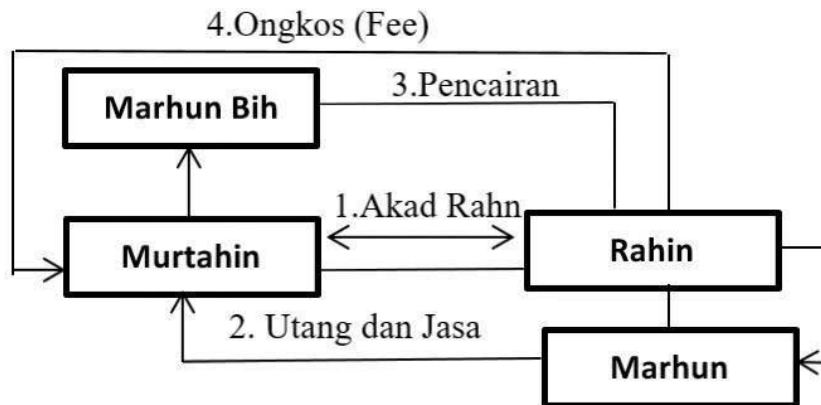 4.Ongkos (Fee)
Marhun Bih
3.Pencairan
1.Akad Rahn
Murtahin
Rahin
2. Utang dan Jasa
Marhun